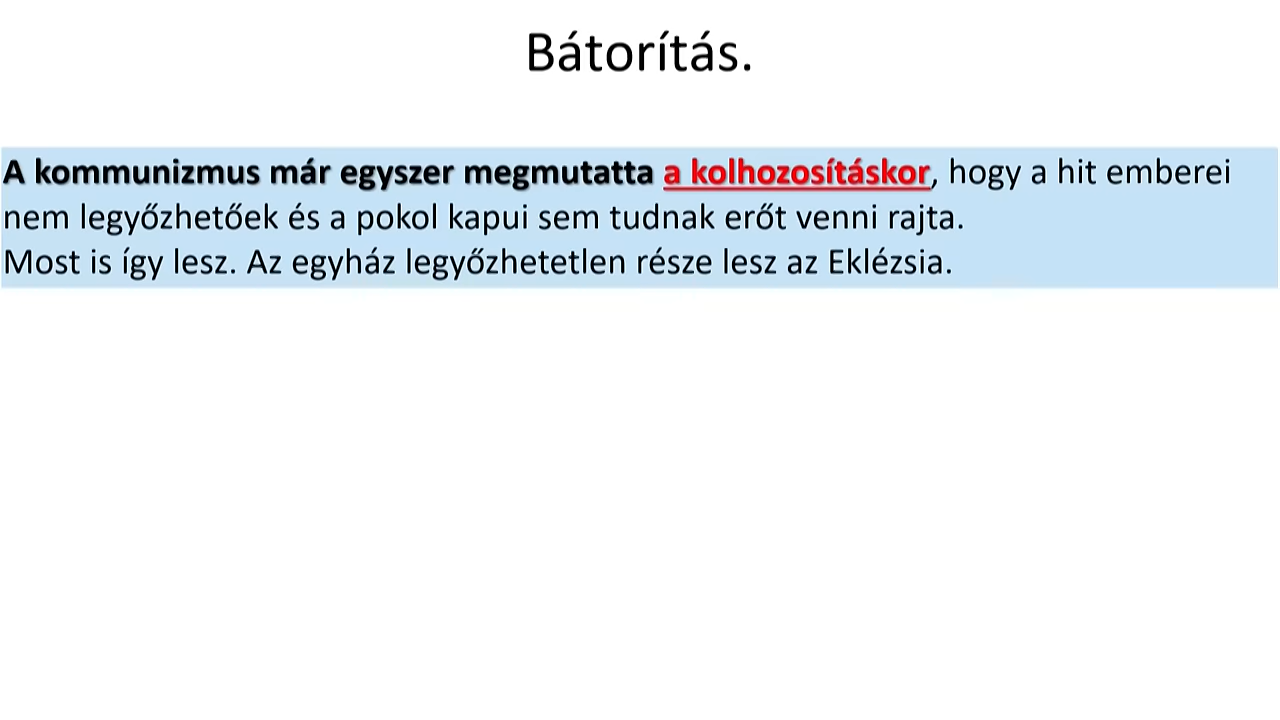 Bátorítás.
A kommunizmus már egyszer megmutatta a kolhozosításkor, hogy a hit emberei
nem legyőzhetőek és a pokol kapui sem tudnak erőt venni rajta.
Most is így lesz. Az egyház legyőzhetetlen része lesz az Eklézsia.